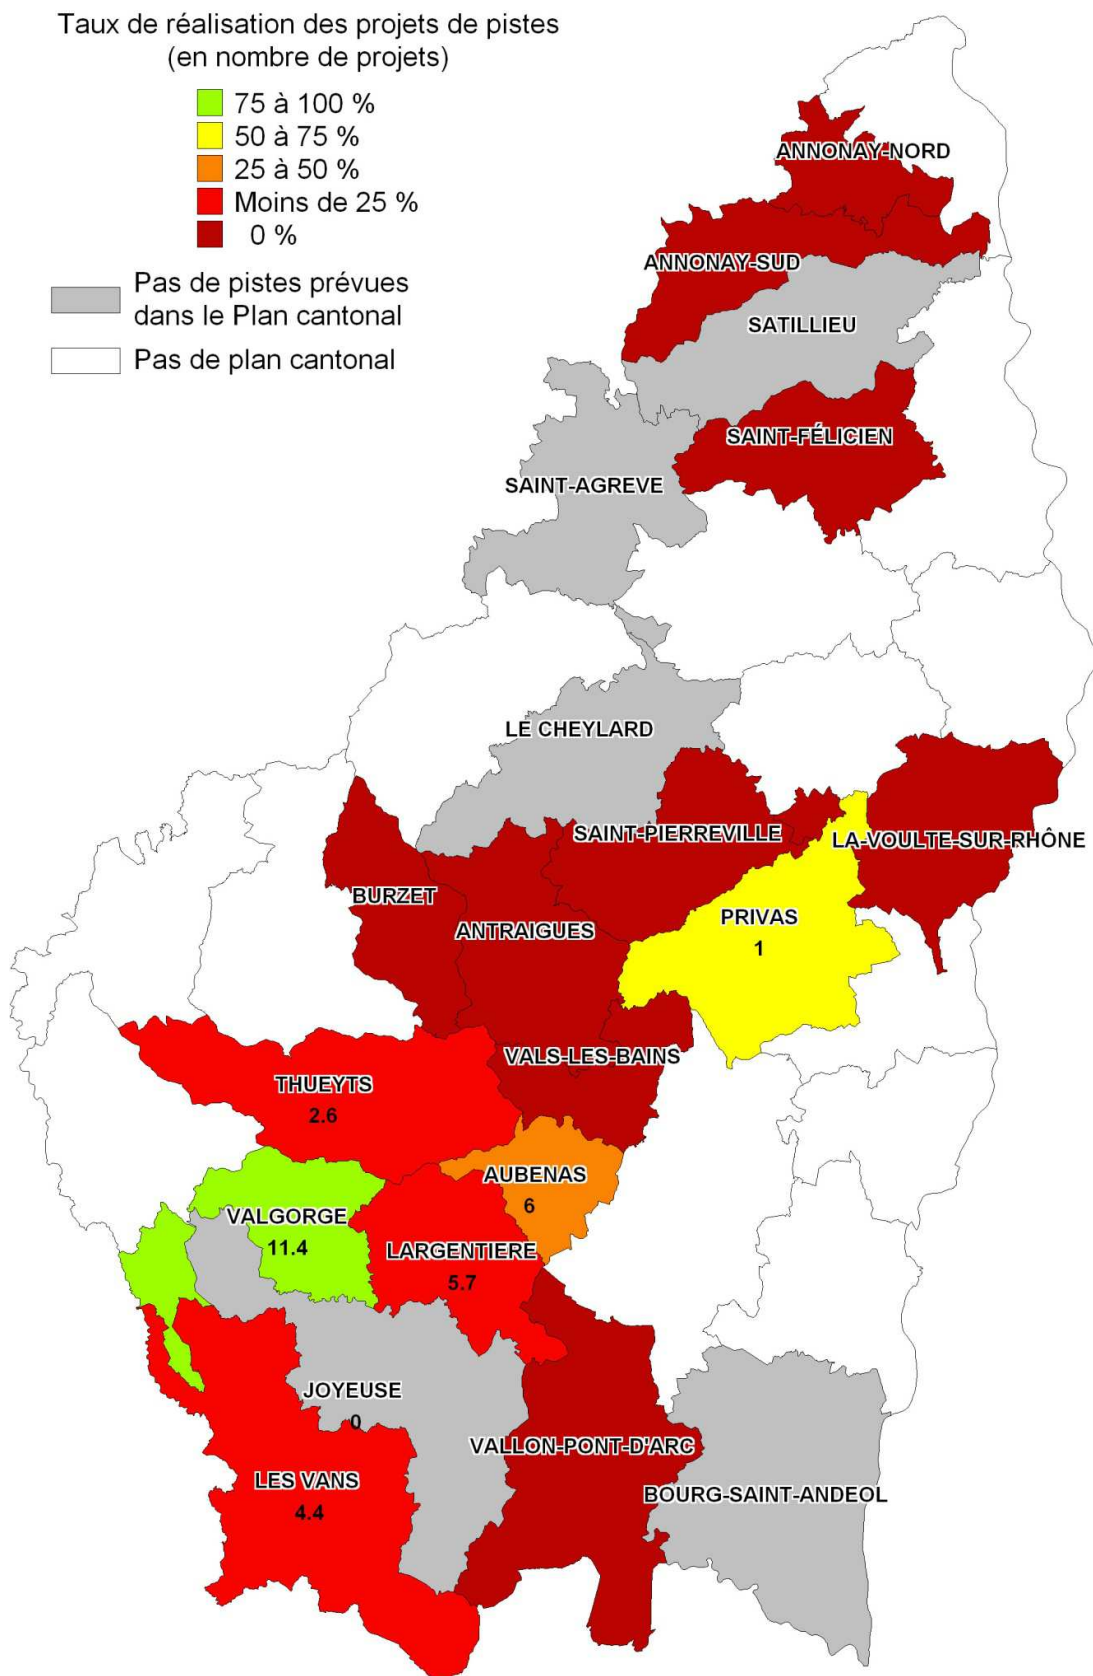 Taux de réalisation des projets de pistes
(en nombre de projets)
75 à 100 %
50 à 75 %
25 à 50 %
Moins de 25 %
0 %
Pas de pistes prévues
dans le Plan cantonal
Pas de plan cantonal
ANNONAY-NORD
ANNONAY-SUD
SATILLIEU
SAINT-FÉLICIEN
SAINT-AGREVE
LE CHEYLARD
SAINT-PIERREVILLE
LA-VOULTE-SUR-RHÔNE
BURZET
PRIVAS
1
ANTRAIGUES
VALS-LES-BAINS
THUEYTS
2.6
AUBENAS
6
VALGORGE
11.4
LARGENTIERE
5.7
JOYEUSE
0
VALLON-PONT-D'ARC
LES VANS
4.4
BOURG-SAINT-ANDEOL